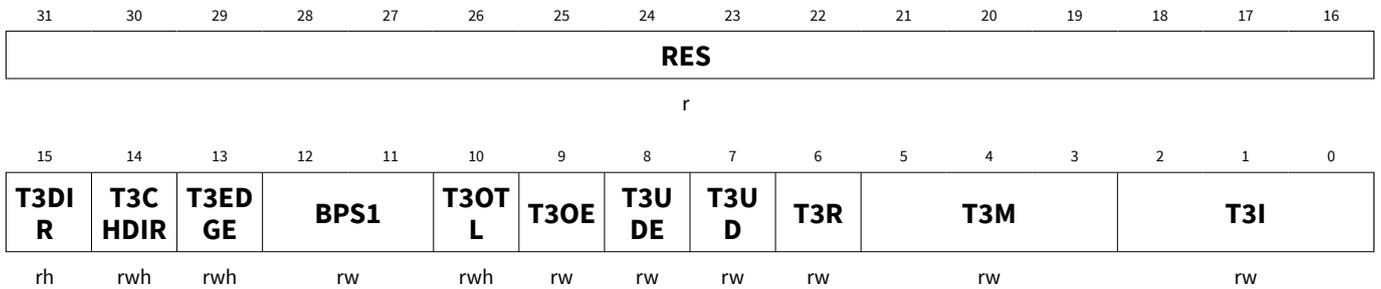 31 30 29 28 27 26 25 24 23 22 21 20 19 18 17 16
RES
r
15 14 13 12 11 10 9 8 7 6 5 4 3 2 1 0
T3DI T3C T3ED BPS1 T3OT T3OE T3U T3U T3R T3M T3I
R HDIR GE L DE D
rh rwh rwh rw rwh rw rw rw rw rw rw